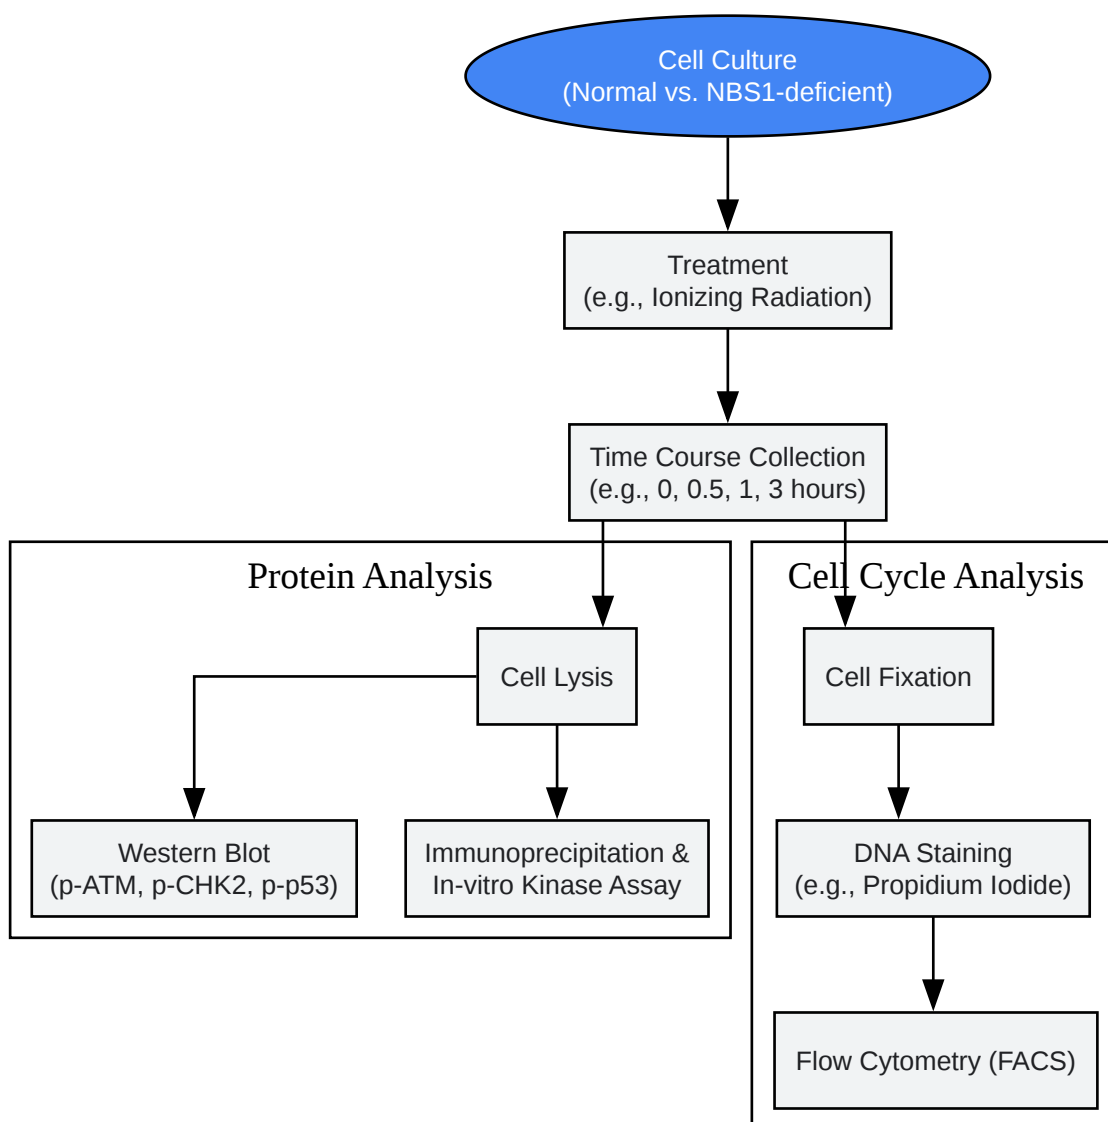 Cell Culture
(Normal vs. NBS1-deficient)
Treatment
(e.g., Ionizing Radiation)
Time Course Collection
(e.g., 0, 0.5, 1, 3 hours)
Protein Analysis
Cell Lysis
Western Blot
(p-ATM, p-CHK2, p-p53)
Immunoprecipitation &
In-vitro Kinase Assay
Cell Cycle Analysis
Cell Fixation
DNA Staining
(e.g., Propidium Iodide)
Flow Cytometry (FACS)